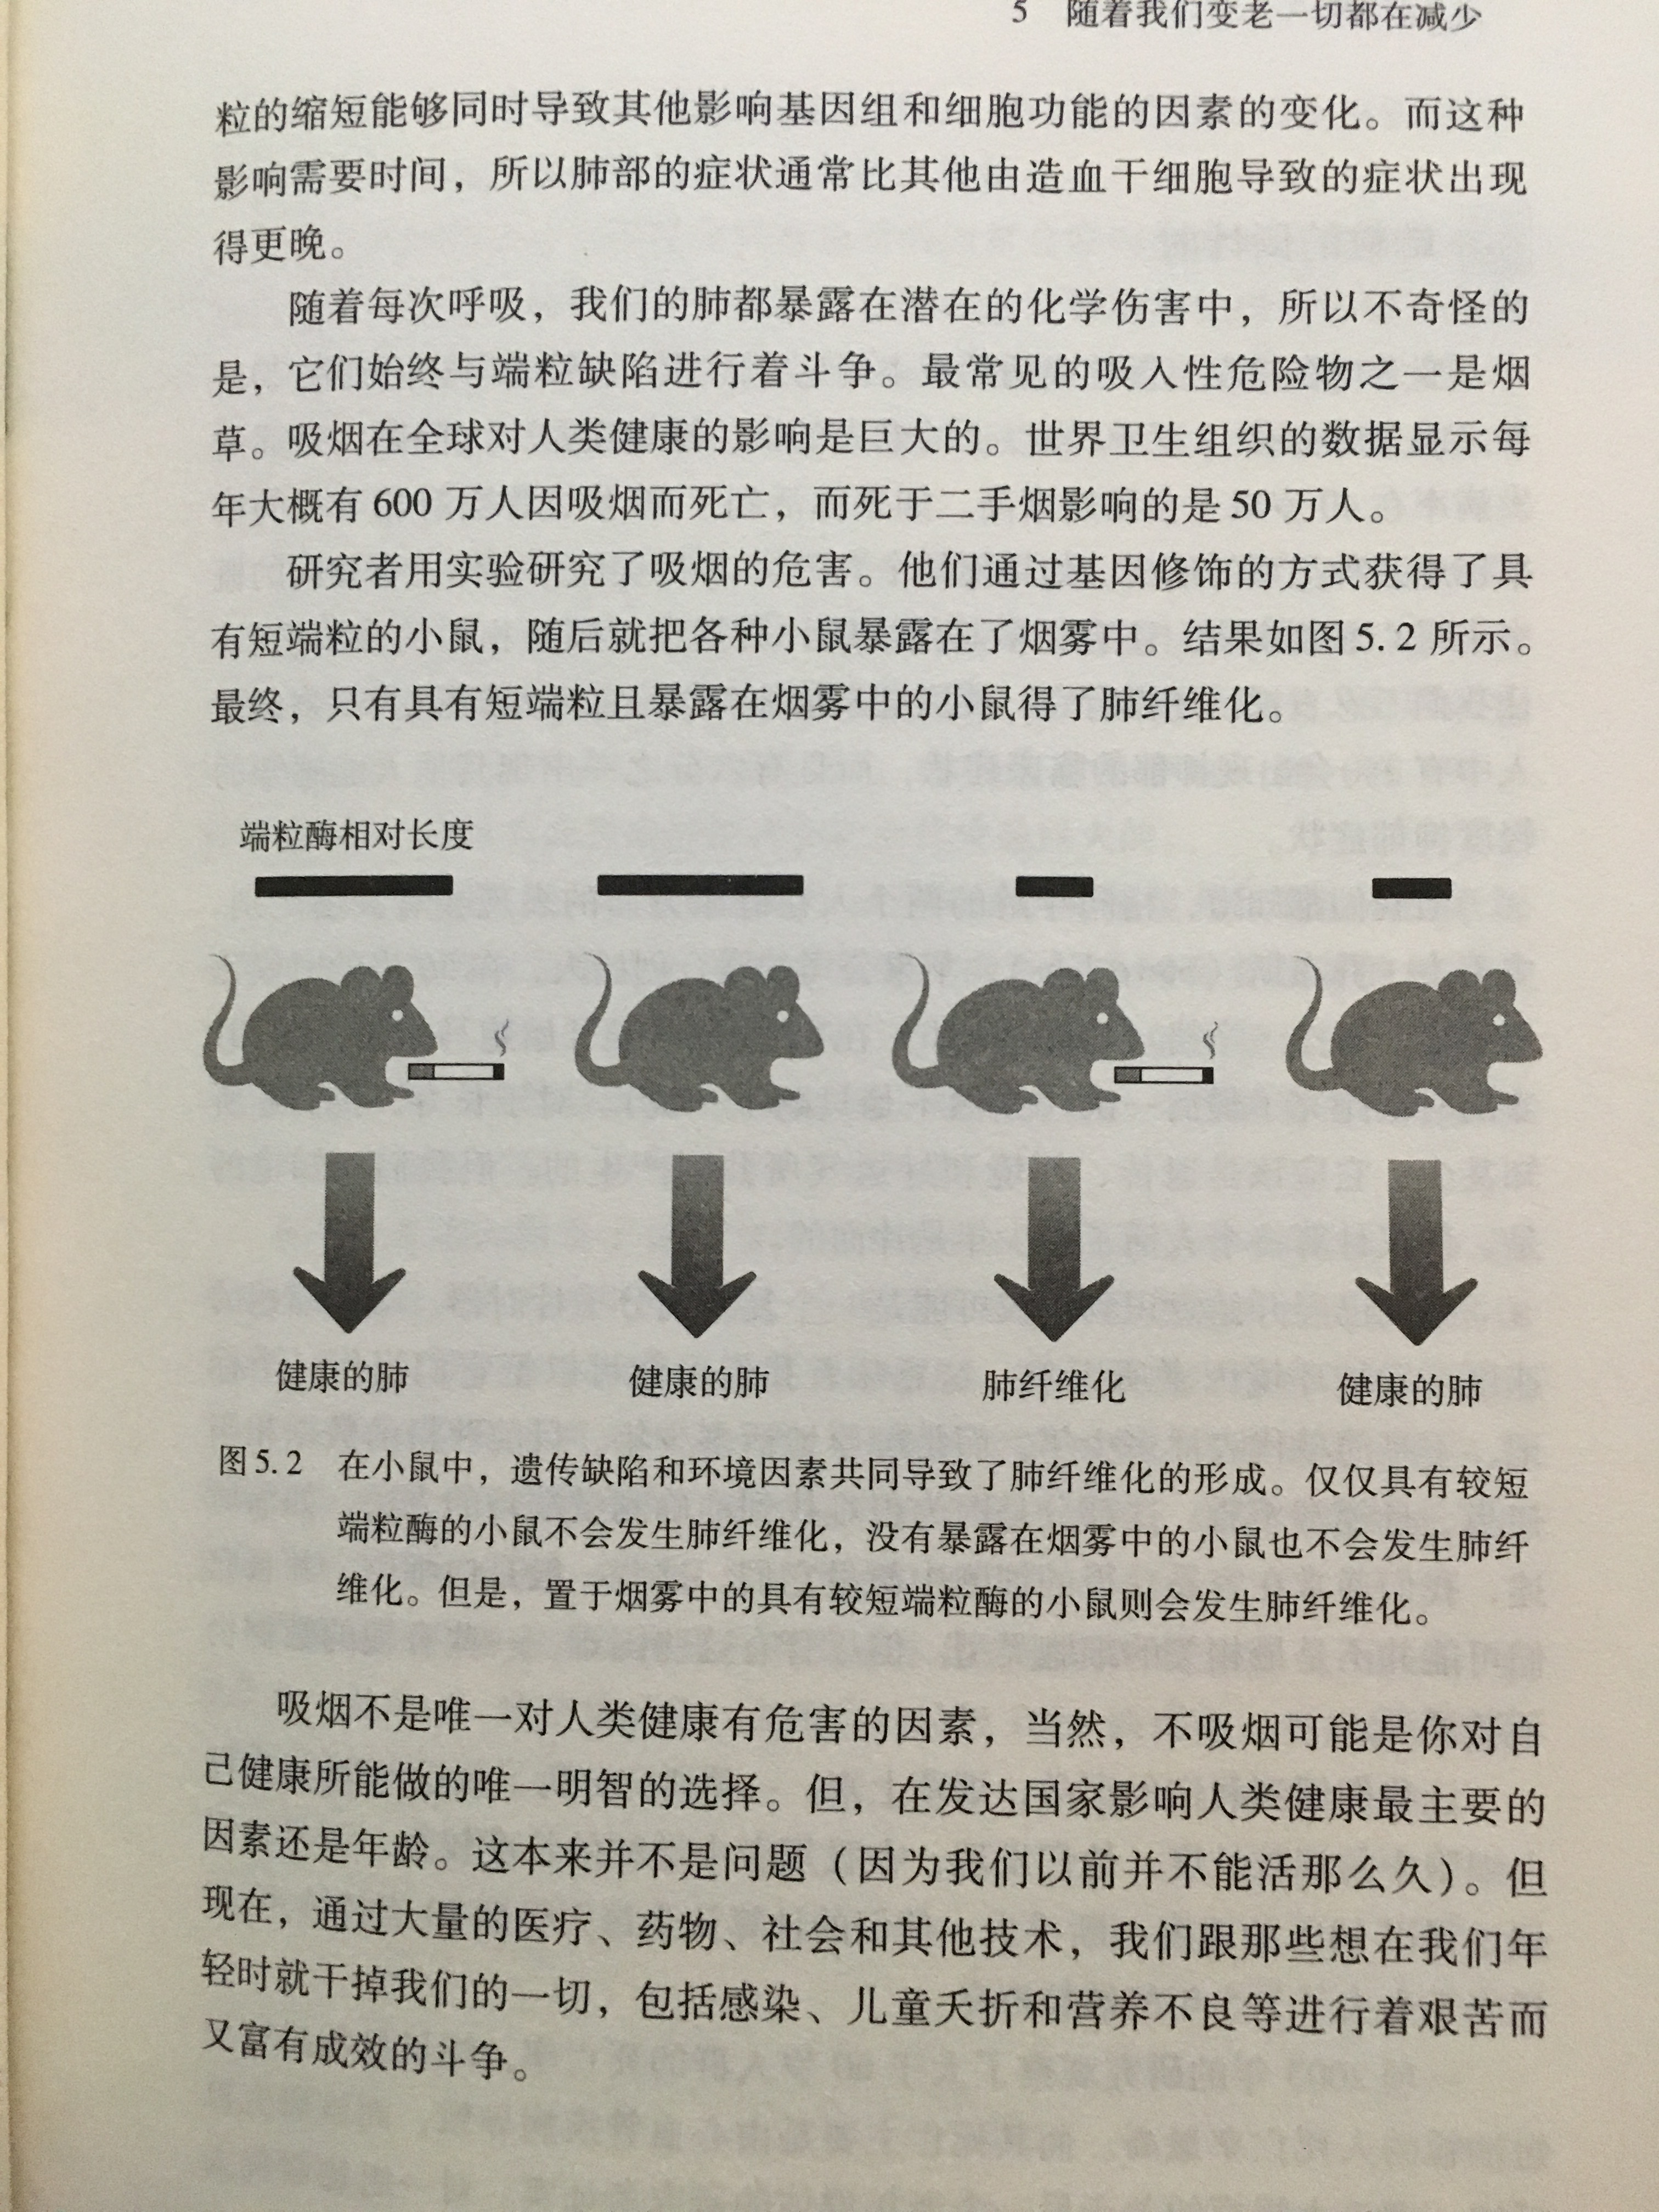 5 随着我们变老一切都在减少
粒的缩短能够同时导致其他影响基因组和细胞功能的因素的变化。而这种
影响需要时间，所以肺部的症状通常比其他由造血干细胞导致的症状出现
得更晚。
随着每次呼吸，我们的肺都暴露在潜在的化学伤害中，所以不奇怪的
是，它们始终与端粒缺陷进行着斗争。最常见的吸入性危险物之一是烟
草。吸烟在全球对人类健康的影响是巨大的。世界卫生组织的数据显示每
年大概有 600 万人因吸烟而死亡，而死于二手烟影响的是 50 万人。
研究者用实验研究了吸烟的危害。他们通过基因修饰的方式获得了具
有短端粒的小鼠，随后就把各种小鼠暴露在了烟雾中。结果如图 5. 2 所示。
最终，只有具有短端粒且暴露在烟雾中的小鼠得了肺纤维化。
端粒酶相对长度
健康的肺 健康的肺 肺纤维化 健康的肺
图 5. 2 在小鼠中，遗传缺陷和环境因素共同导致了肺纤维化的形成。仅仅具有较短
端粒酶的小鼠不会发生肺纤维化，没有暴露在烟雾中的小鼠也不会发生肺纤
维化。但是，置于烟雾中的具有较短端粒酶的小鼠则会发生肺纤维化。
吸烟不是唯一对人类健康有危害的因素，当然，不吸烟可能是你对自
己健康所能做的唯一明智的选择。但，在发达国家影响人类健康最主要的
因素还是年龄。这本来并不是问题（因为我们以前并不能活那么久）。但
现在，通过大量的医疗、药物、社会和其他技术，我们跟那些想在我们年
轻时就干掉我们的一切，包括感染、儿童夭折和营养不良等进行着艰苦而
又富有成效的斗争。